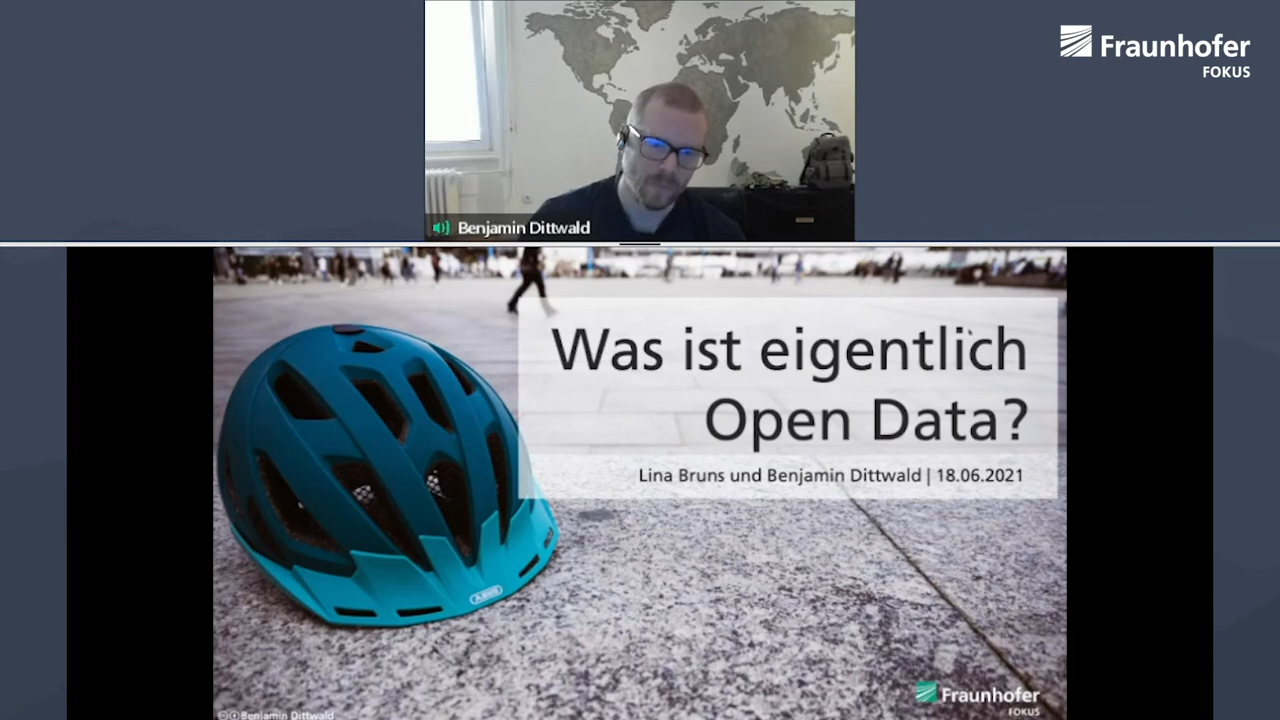 Fraunhofer
FOKUS
Benjamin Dittwald
Was ist eigentlich
Open Data?
Lina Bruns und Benjamin Dittwald | 18.06.2021
ABUS
Fraunhofer
FOKUS
Benjamin Dittwald